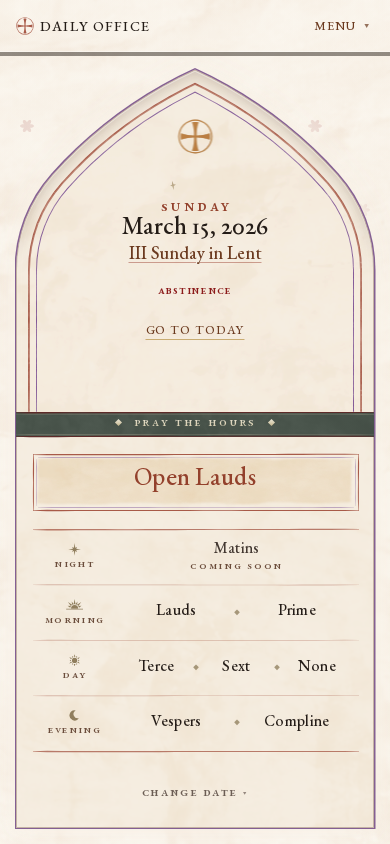 DAILY OFFICE
MENU
SUNDAY
March 15, 2026
III Sunday in Lent
ABSTINENCE
GO TO TODAY
PRAY THE HOURS
Open Lauds
NIGHT
Matins
COMING SOON
MORNING
Lauds
Prime
DAY
Terce
Sext
None
EVENING
Vespers
Compline
CHANGE DATE